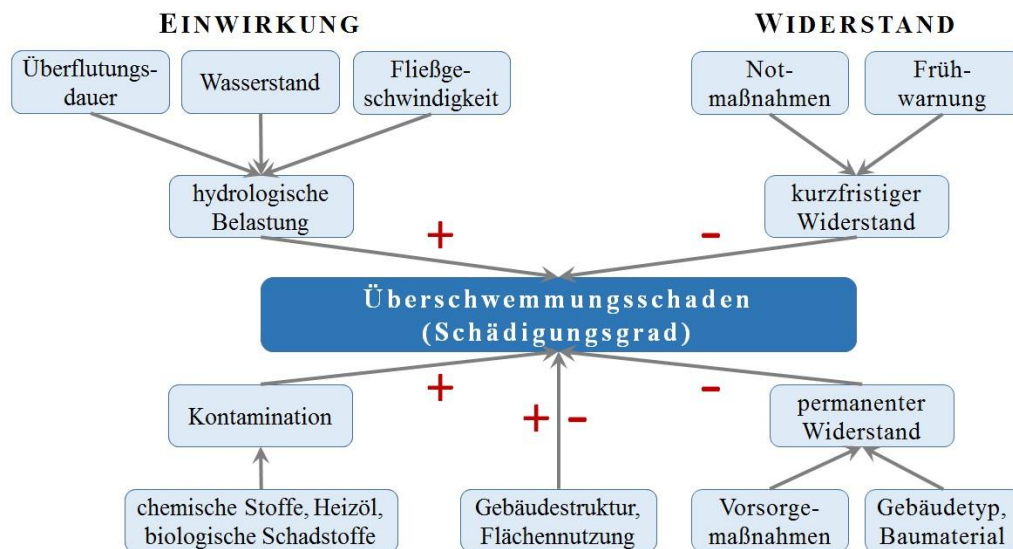 EINWIRKUNG
WIDERSTAND
Überflutungs-
dauer
Wasserstand
Fließge-
schwindigkeit
Not-
maßnahmen
Früh-
warnung
hydrologische
Belastung
kurzfristiger
Widerstand
+
-
Überschwemmungsschaden
(Schädigungsgrad)
+
+ -
-
Kontamination
permanenter
Widerstand
chemische Stoffe, Heizöl,
biologische Schadstoffe
Gebäudestruktur,
Flächennutzung
Vorsorge-
maßnahmen
Gebäudetyp,
Baumaterial